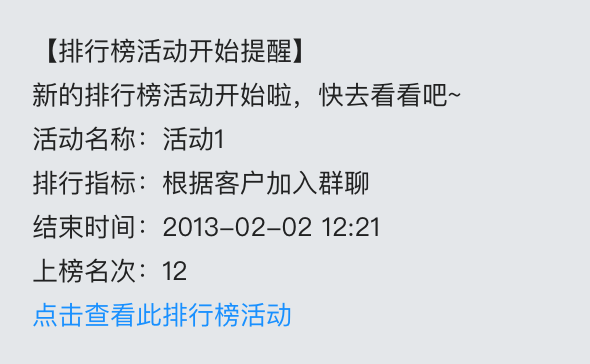 【排行榜活动开始提醒】
新的排行榜活动开始啦，快去看看吧~
活动名称：活动1
排行指标：根据客户加入群聊
结束时间：2013-02-02 12:21
上榜名次：12
点击查看此排行榜活动